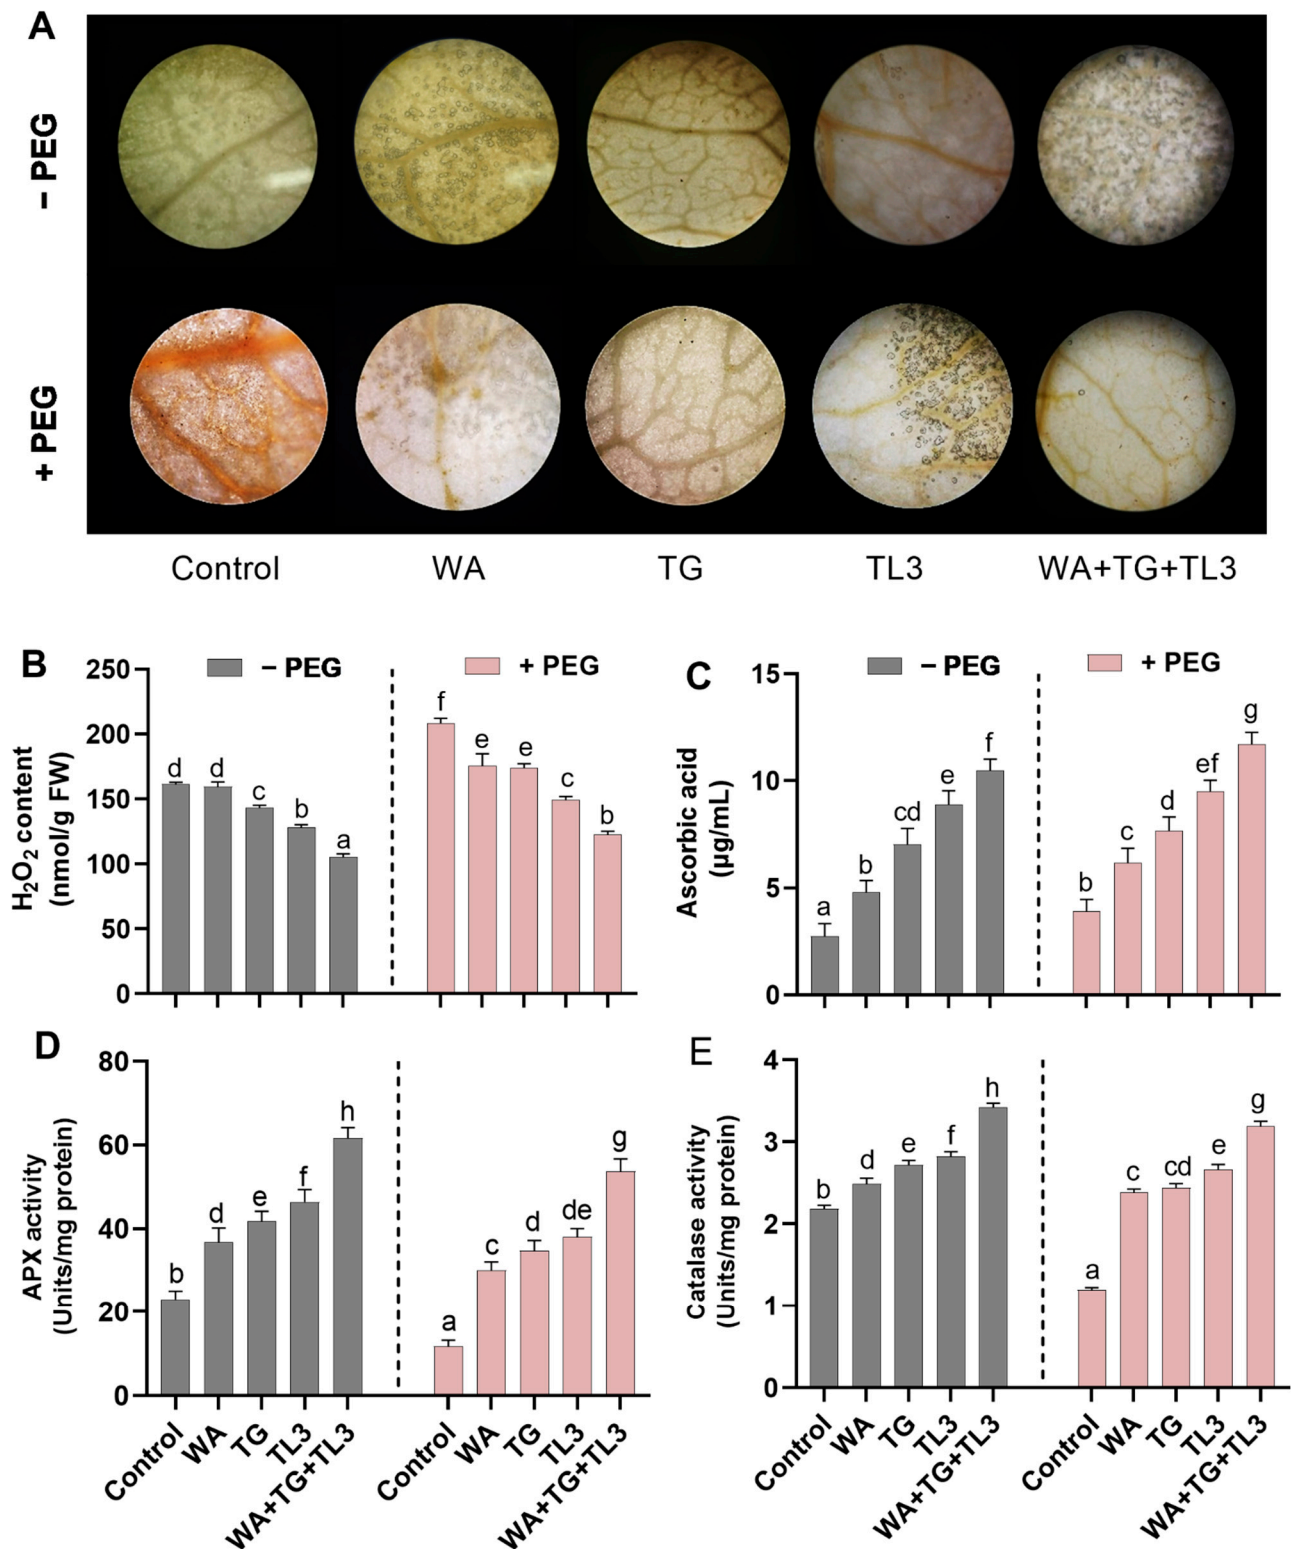 A
– PEG
+ PEG
Control WA TG TL3 WA+TG+TL3
B
– PEG + PEG
H2O2 content
(nmol/g FW)
250
200
150
100
50
0
d d c b a f e e c b
C
– PEG + PEG
Ascorbic acid
(µg/mL)
15
10
5
0
a b cd e f b c d ef g
D
APX activity
(Units/mg protein)
80
60
40
20
0
b d e f h a c d de g
Control WA TG TL3 WA+TG+TL3 Control WA TG TL3 WA+TG+TL3
E
Catalase activity
(Units/mg protein)
4
3
2
1
0
b d e f h a c cd e g
Control WA TG TL3 WA+TG+TL3 Control WA TG TL3 WA+TG+TL3